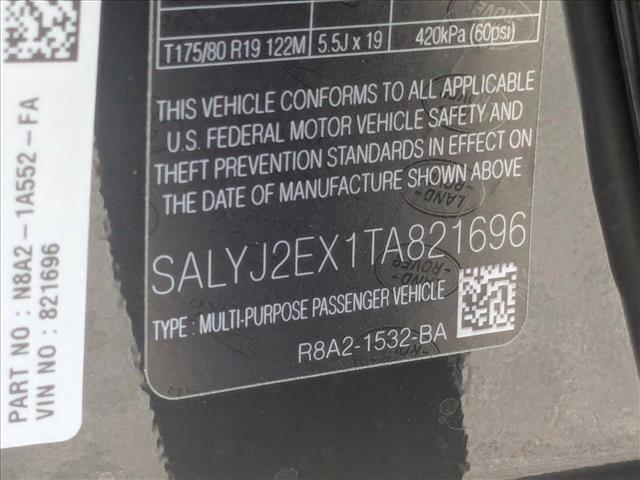 T175/80 R19 122M 5.5J x 19 420kPa (60psi)
THIS VEHICLE CONFORMS TO ALL APPLICABLE
U.S. FEDERAL MOTOR VEHICLE SAFETY AND
THEFT PREVENTION STANDARDS IN EFFECT ON
THE DATE OF MANUFACTURE SHOWN ABOVE
SALYJ2EX1TA821696
TYPE : MULTI-PURPOSE PASSENGER VEHICLE
R8A2-1532-BA
PART NO : N8A2-1A552-FA
VIN NO : 821696
LAND-
ROVER